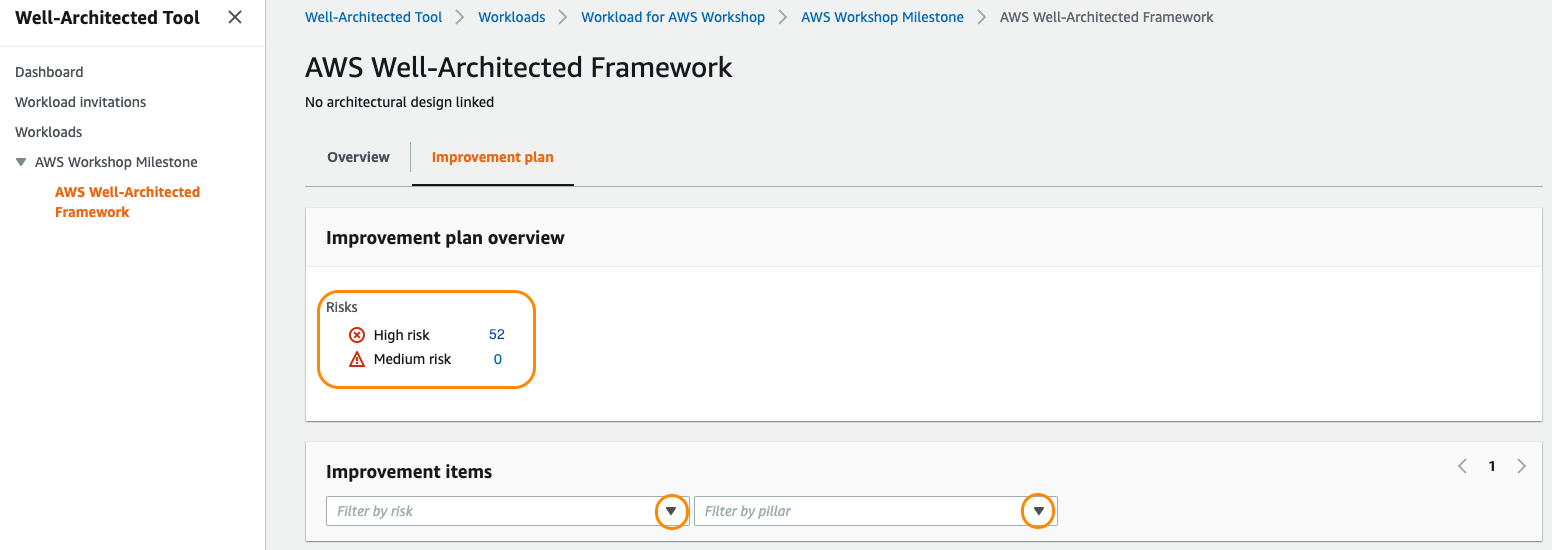 Well-Architected Tool
Dashboard
Workload invitations
Workloads
AWS Workshop Milestone
AWS Well-Architected
Framework
Well-Architected Tool > Workloads > Workload for AWS Workshop > AWS Workshop Milestone > AWS Well-Architected Framework
AWS Well-Architected Framework
No architectural design linked
Overview Improvement plan
Improvement plan overview
Risks
High risk 52
Medium risk 0
Improvement items
1
Filter by risk Filter by pillar